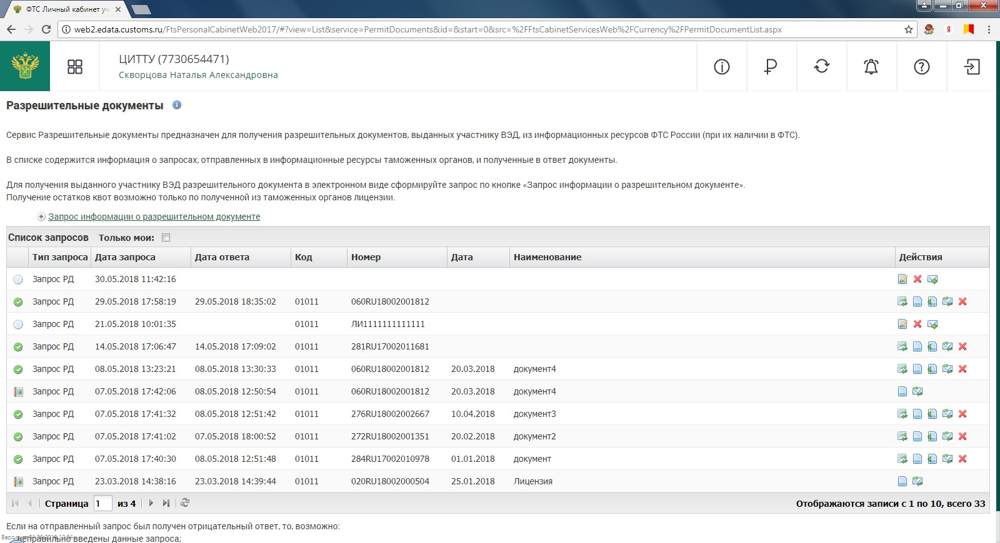 ФТС Личный кабинет уч
web2.edata.customs.ru/FtsPersonalCabinetWeb2017/#?view=List&service=PermitDocuments&id=&start=0&src=%2FFtsCabinetServicesWeb%2FCurrency%2FPermitDocumentList.aspx
ЦИТТУ (7730654471)
Скворцова Наталья Александровна
Разрешительные документы
Сервис Разрешительные документы предназначен для получения разрешительных документов, выданных участнику ВЭД, из информационных ресурсов ФТС России (при их наличии в ФТС).
В списке содержится информация о запросах, отправленных в информационные ресурсы таможенных органов, и полученные в ответ документы.
Для получения выданного участнику ВЭД разрешительного документа в электронном виде сформируйте запрос по кнопке «Запрос информации о разрешительном документе».
Получение остатков квот возможно только по полученной из таможенных органов лицензии.
Запрос информации о разрешительном документе
Список запросов Только мои:
Тип запроса Дата запроса Дата ответа Код Номер Дата Наименование Действия
Запрос РД 30.05.2018 11:42:16
Запрос РД 29.05.2018 17:58:19 29.05.2018 18:35:02 01011 060RU18002001812
Запрос РД 21.05.2018 10:01:35 01011 ЛИ1111111111111
Запрос РД 14.05.2018 17:06:47 14.05.2018 17:09:02 01011 281RU17002011681
Запрос РД 08.05.2018 13:23:21 08.05.2018 13:30:33 01011 060RU18002001812 20.03.2018 документ4
Запрос РД 07.05.2018 17:42:06 08.05.2018 12:50:54 01011 060RU18002001812 20.03.2018 документ4
Запрос РД 07.05.2018 17:41:32 08.05.2018 12:51:42 01011 276RU18002002667 10.04.2018 документ3
Запрос РД 07.05.2018 17:41:02 07.05.2018 18:00:52 01011 272RU18002001351 20.02.2018 документ2
Запрос РД 07.05.2018 17:40:30 08.05.2018 12:51:48 01011 284RU17002010978 01.01.2018 документ
Запрос РД 23.03.2018 14:38:16 23.03.2018 14:39:44 01011 020RU18002000504 25.01.2018 Лицензия
Страница 1 из 4 Отображаются записи с 1 по 10, всего 33
Если на отправленный запрос был получен отрицательный ответ, то, возможно:
неправильно введены данные запроса;